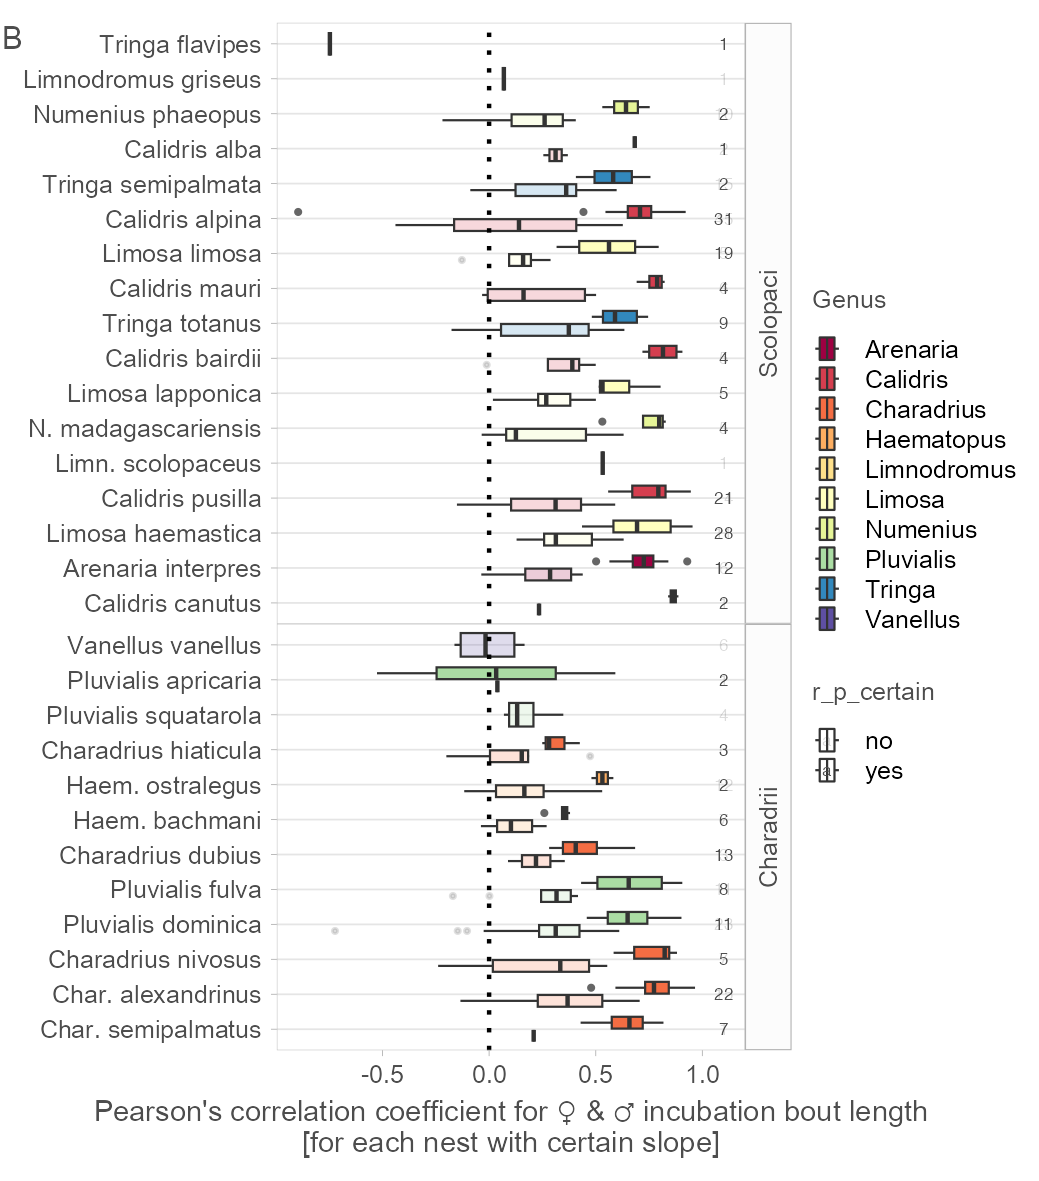 B
Tringa flavipes 1
Limnodromus griseus 1
Numenius phaeopus 2
Calidris alba 1
Tringa semipalmata 2
Calidris alpina 31
Limosa limosa 19
Calidris mauri 4
Tringa totanus 9
Calidris bairdii 4
Limosa lapponica 5
N. madagascariensis 4
Limn. scolopaceus 1
Calidris pusilla 21
Limosa haemastica 28
Arenaria interpres 12
Calidris canutus 2
Scolopaci
Vanellus vanellus 6
Pluvialis apricaria 2
Pluvialis squatarola 4
Charadrius hiaticula 3
Haem. ostralegus 2
Haem. bachmani 6
Charadrius dubius 13
Pluvialis fulva 8
Pluvialis dominica 11
Charadrius nivosus 5
Char. alexandrinus 22
Char. semipalmatus 7
Charadrii
-0.5 0.0 0.5 1.0
Pearson's correlation coefficient for ♀ & ♂ incubation bout length
[for each nest with certain slope]
Genus
Arenaria
Calidris
Charadrius
Haematopus
Limnodromus
Limosa
Numenius
Pluvialis
Tringa
Vanellus
r_p_certain
no
a yes